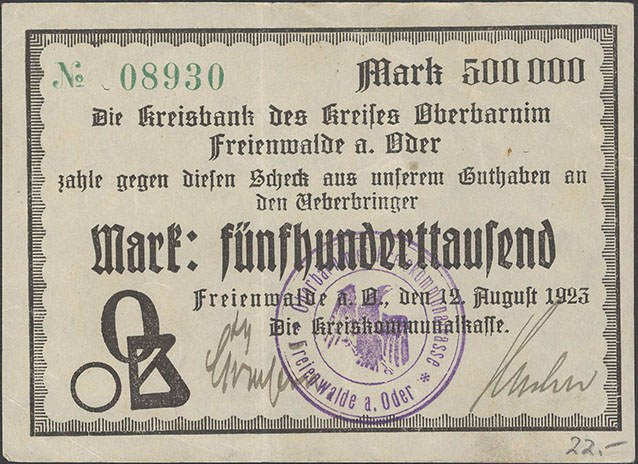 № 08930 Mark 500 000
Die Kreisbank des Kreises Oberbarnim
Freienwalde a. Oder
zahle gegen diesen Scheck aus unserem Guthaben an
den Ueberbringer
Mark: fünfhunderttausend
Freienwalde a. O., den 12. August 1923
Die Kreiskommunalkasse.
Freienwalde a. Oder *
OB
22.-